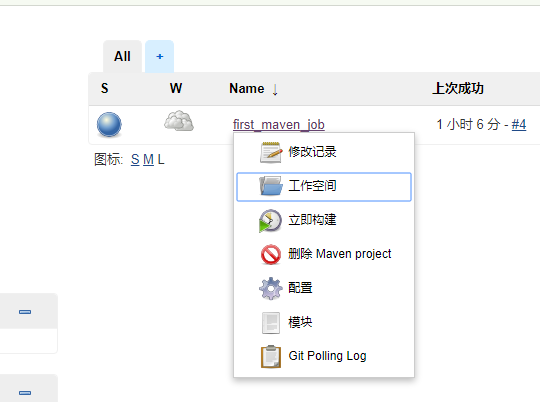 All +
S W Name ↓ 上次成功
first_maven_job 1 小时 6 分 - #4
图标: S M L
修改记录
工作空间
立即构建
删除 Maven project
配置
模块
Git Polling Log